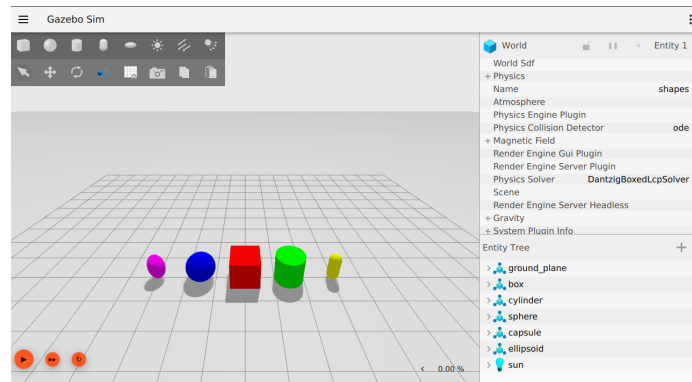 Gazebo Sim
World
Entity 1
World Sdf
+ Physics
Name shapes
Atmosphere
Physics Engine Plugin
Physics Collision Detector ode
+ Magnetic Field
Render Engine Gui Plugin
Render Engine Server Plugin
Physics Solver DantzigBoxedLcpSolver
Scene
Render Engine Server Headless
+ Gravity
+ System Plugin Info
Entity Tree
ground_plane
box
cylinder
sphere
capsule
ellipsoid
sun
0.00 %